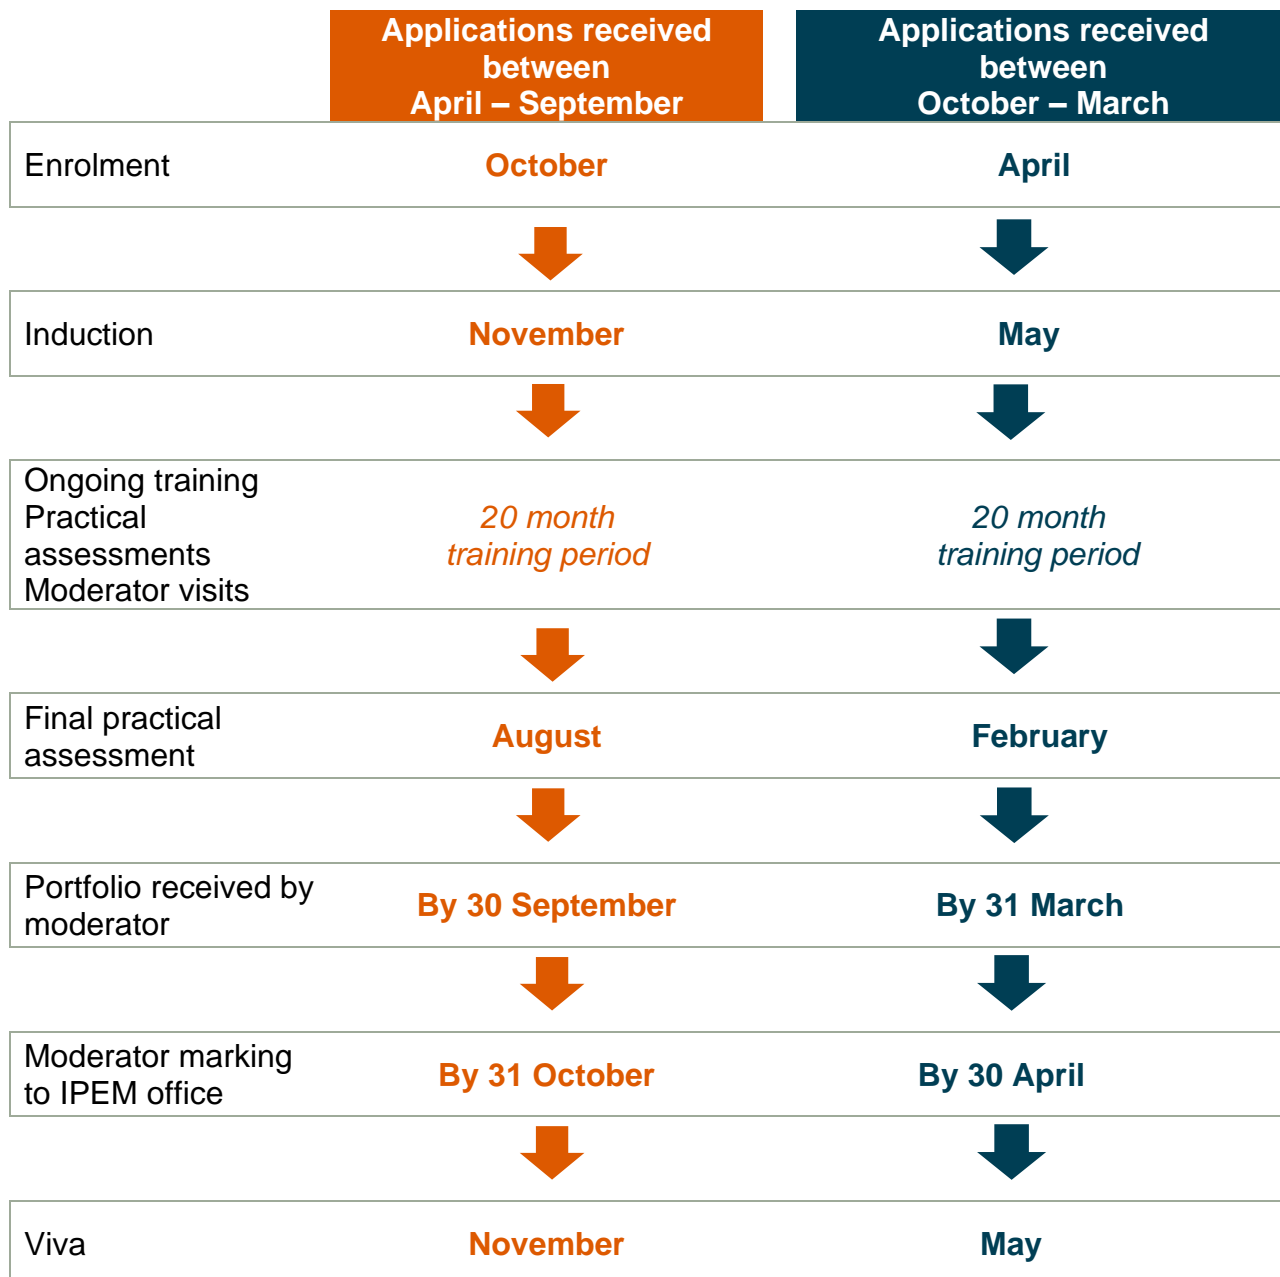 Applications received
between
April – September
Applications received
between
October – March
Enrolment
October
April
Induction
November
May
Ongoing training
Practical
assessments
Moderator visits
20 month
training period
20 month
training period
Final practical
assessment
August
February
Portfolio received by
moderator
By 30 September
By 31 March
Moderator marking
to IPEM office
By 31 October
By 30 April
Viva
November
May